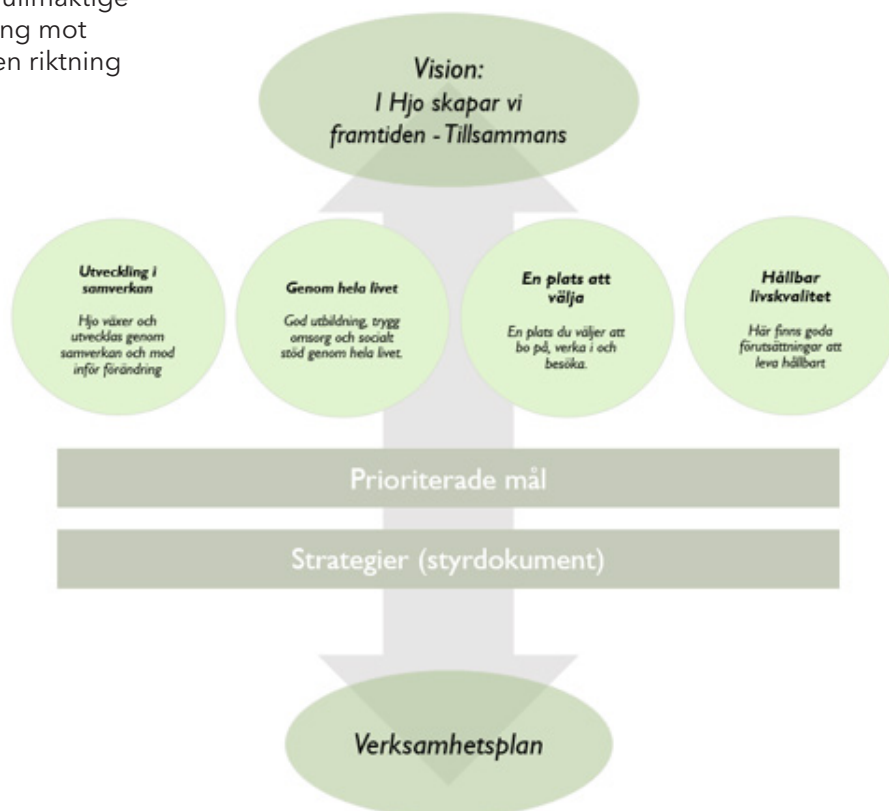 ullmäktige
ng mot
en riktning
Vision:
I Hjo skapar vi
framtiden - Tillsammans
Utveckling i
samverkan
Hjo växer och
utvecklas genom
samverkan och mod
inför förändring
Genom hela livet
God utbildning, trygg
omsorg och socialt
stöd genom hela livet.
En plats att
välja
En plats du väljer att
bo på, verka i och
besöka.
Hållbar
livskvalitet
Här finns goda
förutsättningar att
leva hållbart
Prioriterade mål
Strategier (styrdokument)
Verksamhetsplan